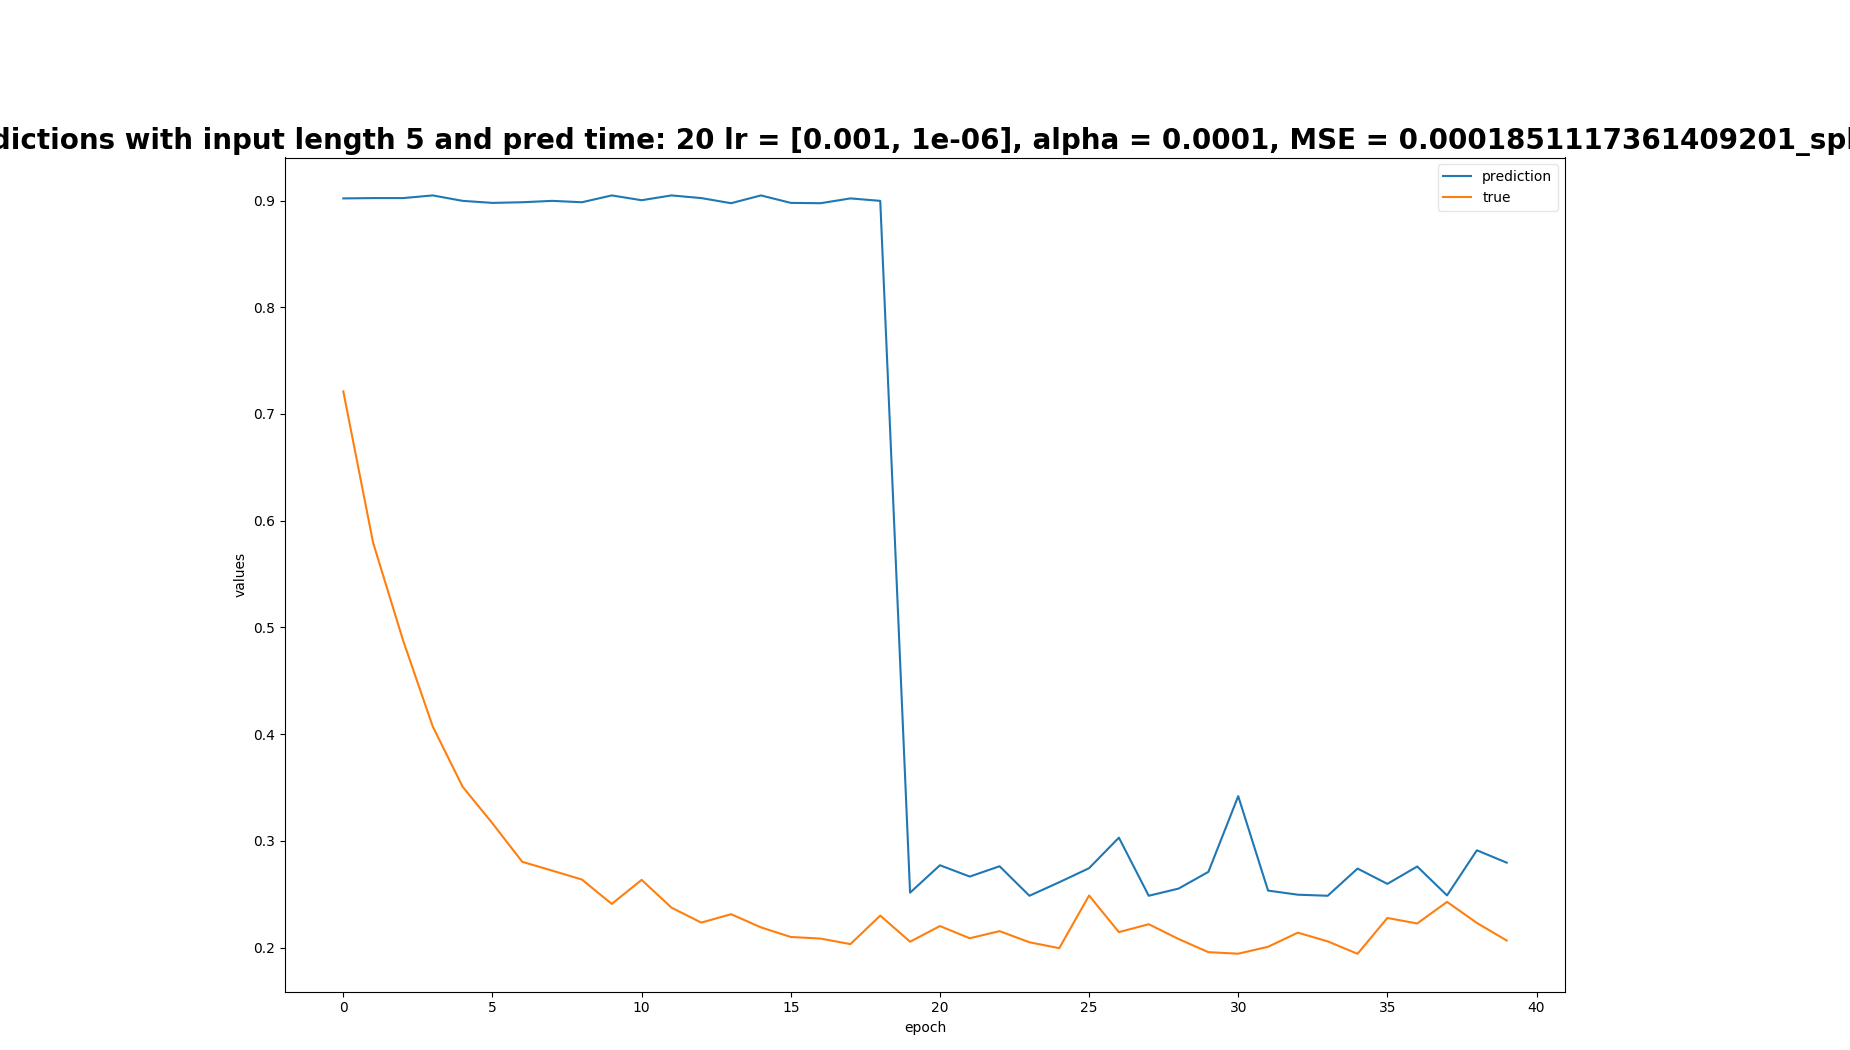 dictions with input length 5 and pred time: 20 lr = [0.001, 1e-06], alpha = 0.0001, MSE = 0.0001851117361409201_spl
prediction
true
0.9
0.8
0.7
0.6
0.5
0.4
0.3
0.2
values
0 5 10 15 20 25 30 35 40
epoch